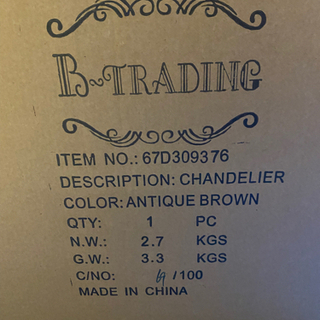 B~TRADING
ITEM NO.: 67D309376
DESCRIPTION: CHANDELIER
COLOR: ANTIQUE BROWN
QTY: 1 PC
N.W.: 2.7 KGS
G.W.: 3.3 KGS
C/NO: 69 /100
MADE IN CHINA